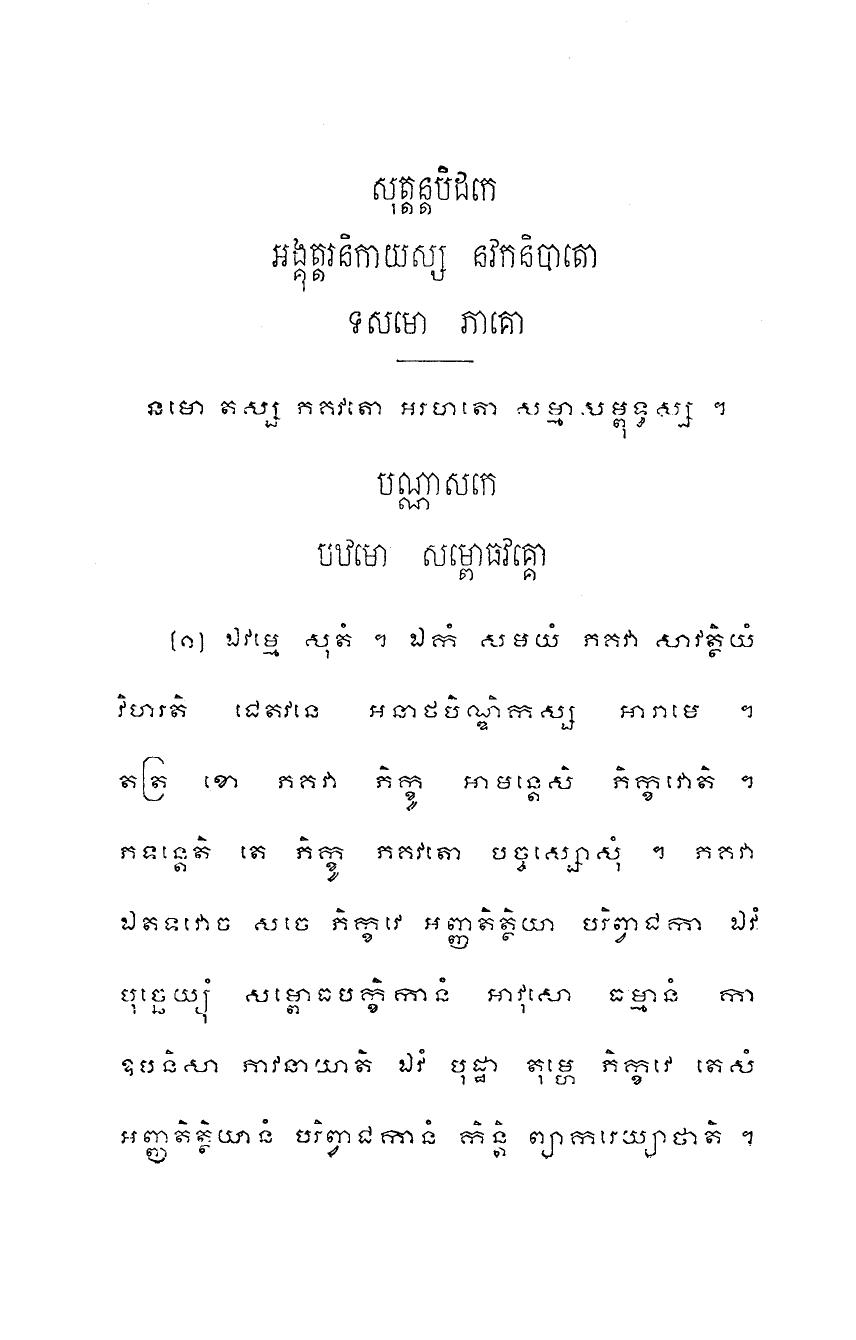 សុត្តន្តបិដកេ
អង្គុត្តរនិកាយស្ស នវកនិបាតោ
ទសមោ ភាគោ
នមោ តស្ស ភគវតោ អរហតោ សម្មាសម្ពុទ្ធស្ស ។
បណ្ណាសកេ
បឋមោ សម្ពោធវគ្គោ
(១) ឯវម្មេ សុតំ ។ ឯកំ សមយំ ភគវា សាវត្ថិយំ
វិហរតិ ជេតវនេ អនាថបិណ្ឌិកស្ស អារាមេ ។
តត្រ ខោ ភគវា ភិក្ខូ អាមន្តេសិ ភិក្ខវោតិ ។
ភទន្តេតិ តេ ភិក្ខូ ភគវតោ បច្ចស្សោសុំ ។ ភគវា
ឯតទវោច សចេ ភិក្ខវេ អញ្ញតិត្ថិយា បរិព្វាជកា ឯវំ
បុច្ឆេយ្យុំ សម្ពោធបក្ខិកានំ អាវុសោ ធម្មានំ កា
ឧបនិសា ភាវនាយាតិ ឯវំ បុដ្ឋា តុម្ហេ ភិក្ខវេ តេសំ
អញ្ញតិត្ថិយានំ បរិព្វាជកានំ កិន្តិ ព្យាករេយ្យាថាតិ ។